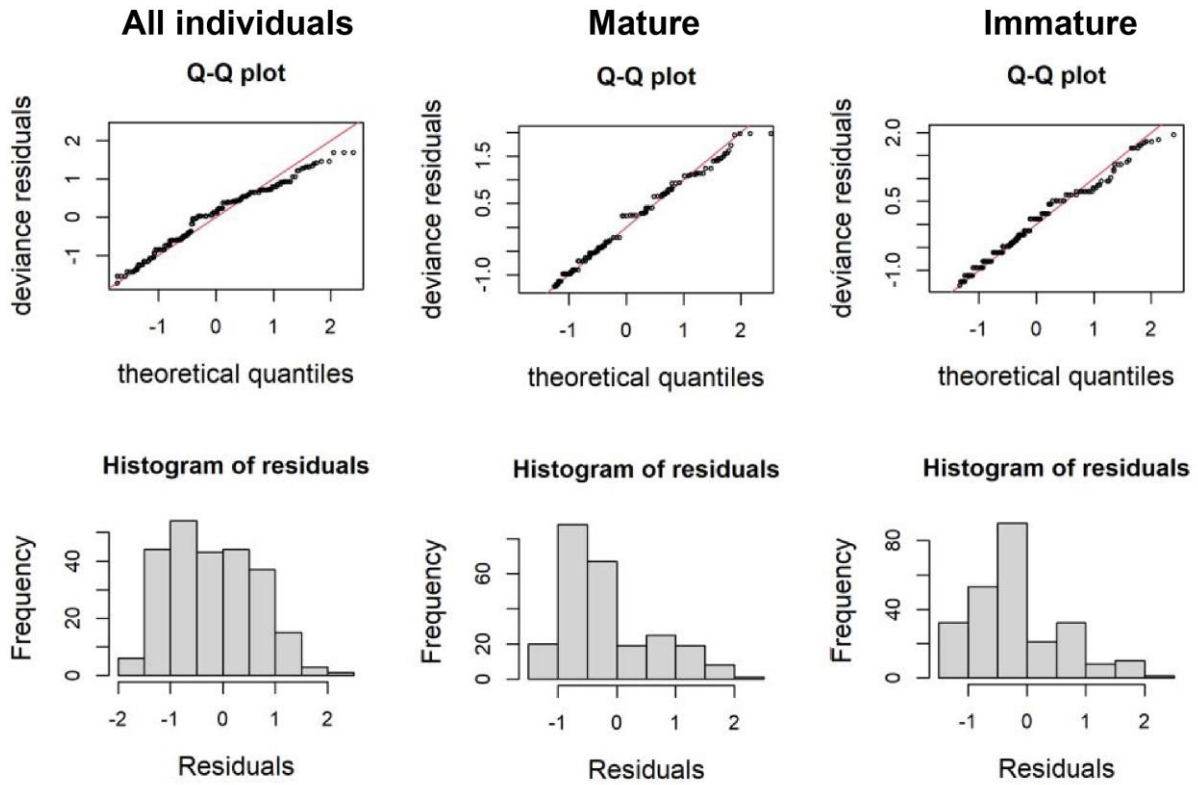 All individuals
Mature
Immature
Q-Q plot
Q-Q plot
Q-Q plot
deviance residuals
2
1
0
-1
-1 0 1 2
theoretical quantiles
deviance residuals
1.5
0.5
-1.0
-1 0 1 2
theoretical quantiles
deviance residuals
2.0
0.5
-1.0
-1 0 1 2
theoretical quantiles
Histogram of residuals
Histogram of residuals
Histogram of residuals
Frequency
40
20
0
-2 -1 0 1 2
Residuals
Frequency
60
20
0
-1 0 1 2
Residuals
Frequency
80
40
0
-1 0 1 2
Residuals